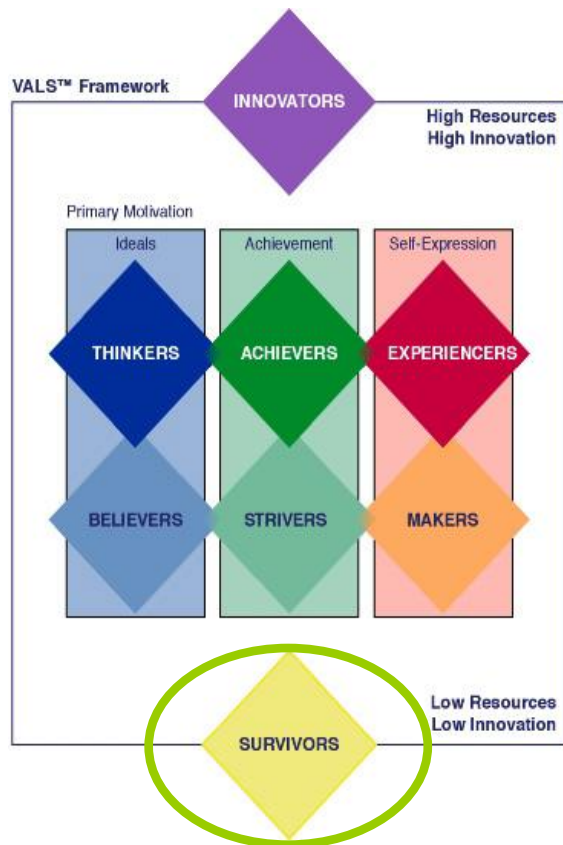 VALS™ Framework
INNOVATORS
High Resources
High Innovation
Primary Motivation
Ideals
Achievement
Self-Expression
THINKERS
ACHIEVERS
EXPERIENCERS
BELIEVERS
STRIVERS
MAKERS
Low Resources
Low Innovation
SURVIVORS